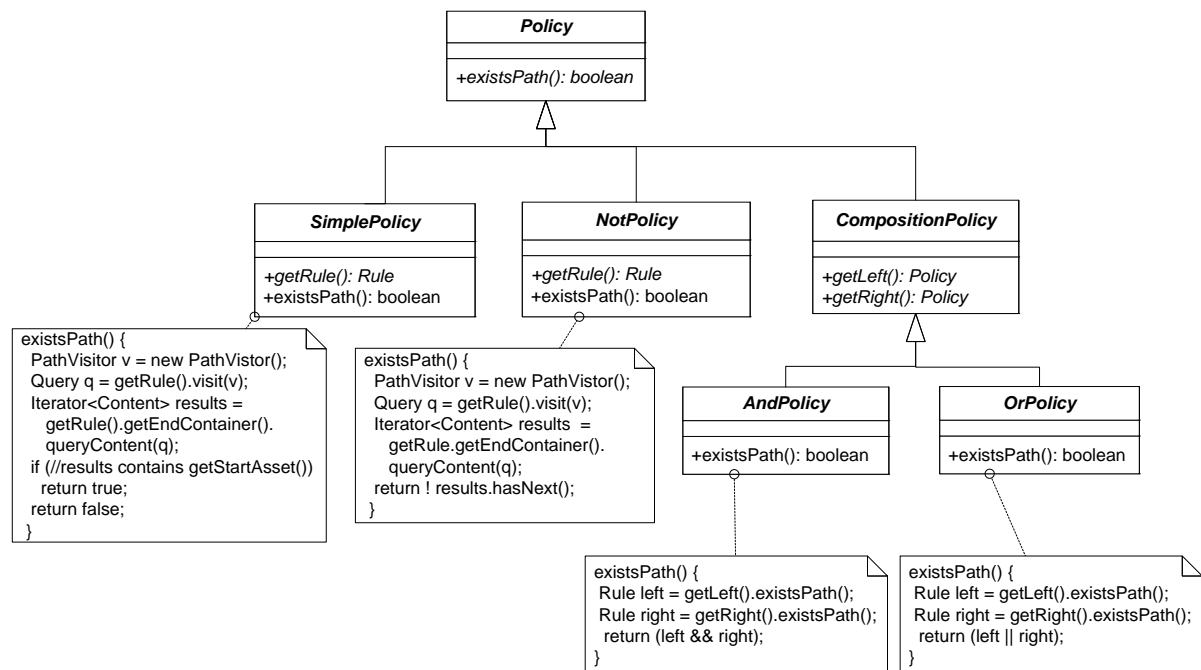 Policy
+existsPath(): boolean
SimplePolicy
+getRule(): Rule
+existsPath(): boolean
NotPolicy
+getRule(): Rule
+existsPath(): boolean
CompositionPolicy
+getLeft(): Policy
+getRight(): Policy
existsPath() {
PathVisitor v = new PathVistor();
Query q = getRule().visit(v);
Iterator<Content> results =
getRule().getEndContainer().
queryContent(q);
if (//results contains getStartAsset())
return true;
return false;
}
existsPath() {
PathVisitor v = new PathVistor();
Query q = getRule().visit(v);
Iterator<Content> results =
getRule.getEndContainer().
queryContent(q);
return ! results.hasNext();
}
AndPolicy
+existsPath(): boolean
OrPolicy
+existsPath(): boolean
existsPath() {
Rule left = getLeft().existsPath();
Rule right = getRight().existsPath();
return (left && right);
}
existsPath() {
Rule left = getLeft().existsPath();
Rule right = getRight().existsPath();
return (left || right);
}